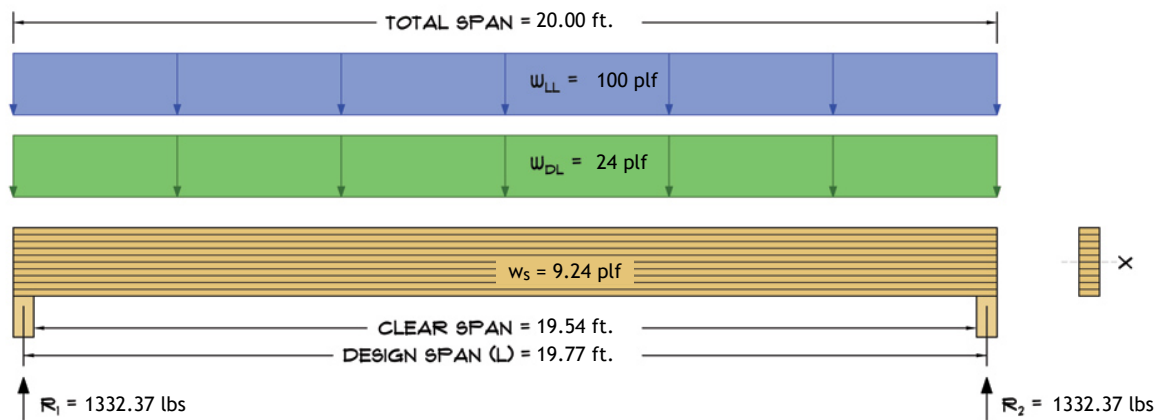 TOTAL SPAN = 20.00 ft.
wLL = 100 plf
wDL = 24 plf
wS = 9.24 plf
X
CLEAR SPAN = 19.54 ft.
DESIGN SPAN (L) = 19.77 ft.
R1 = 1332.37 lbs
R2 = 1332.37 lbs